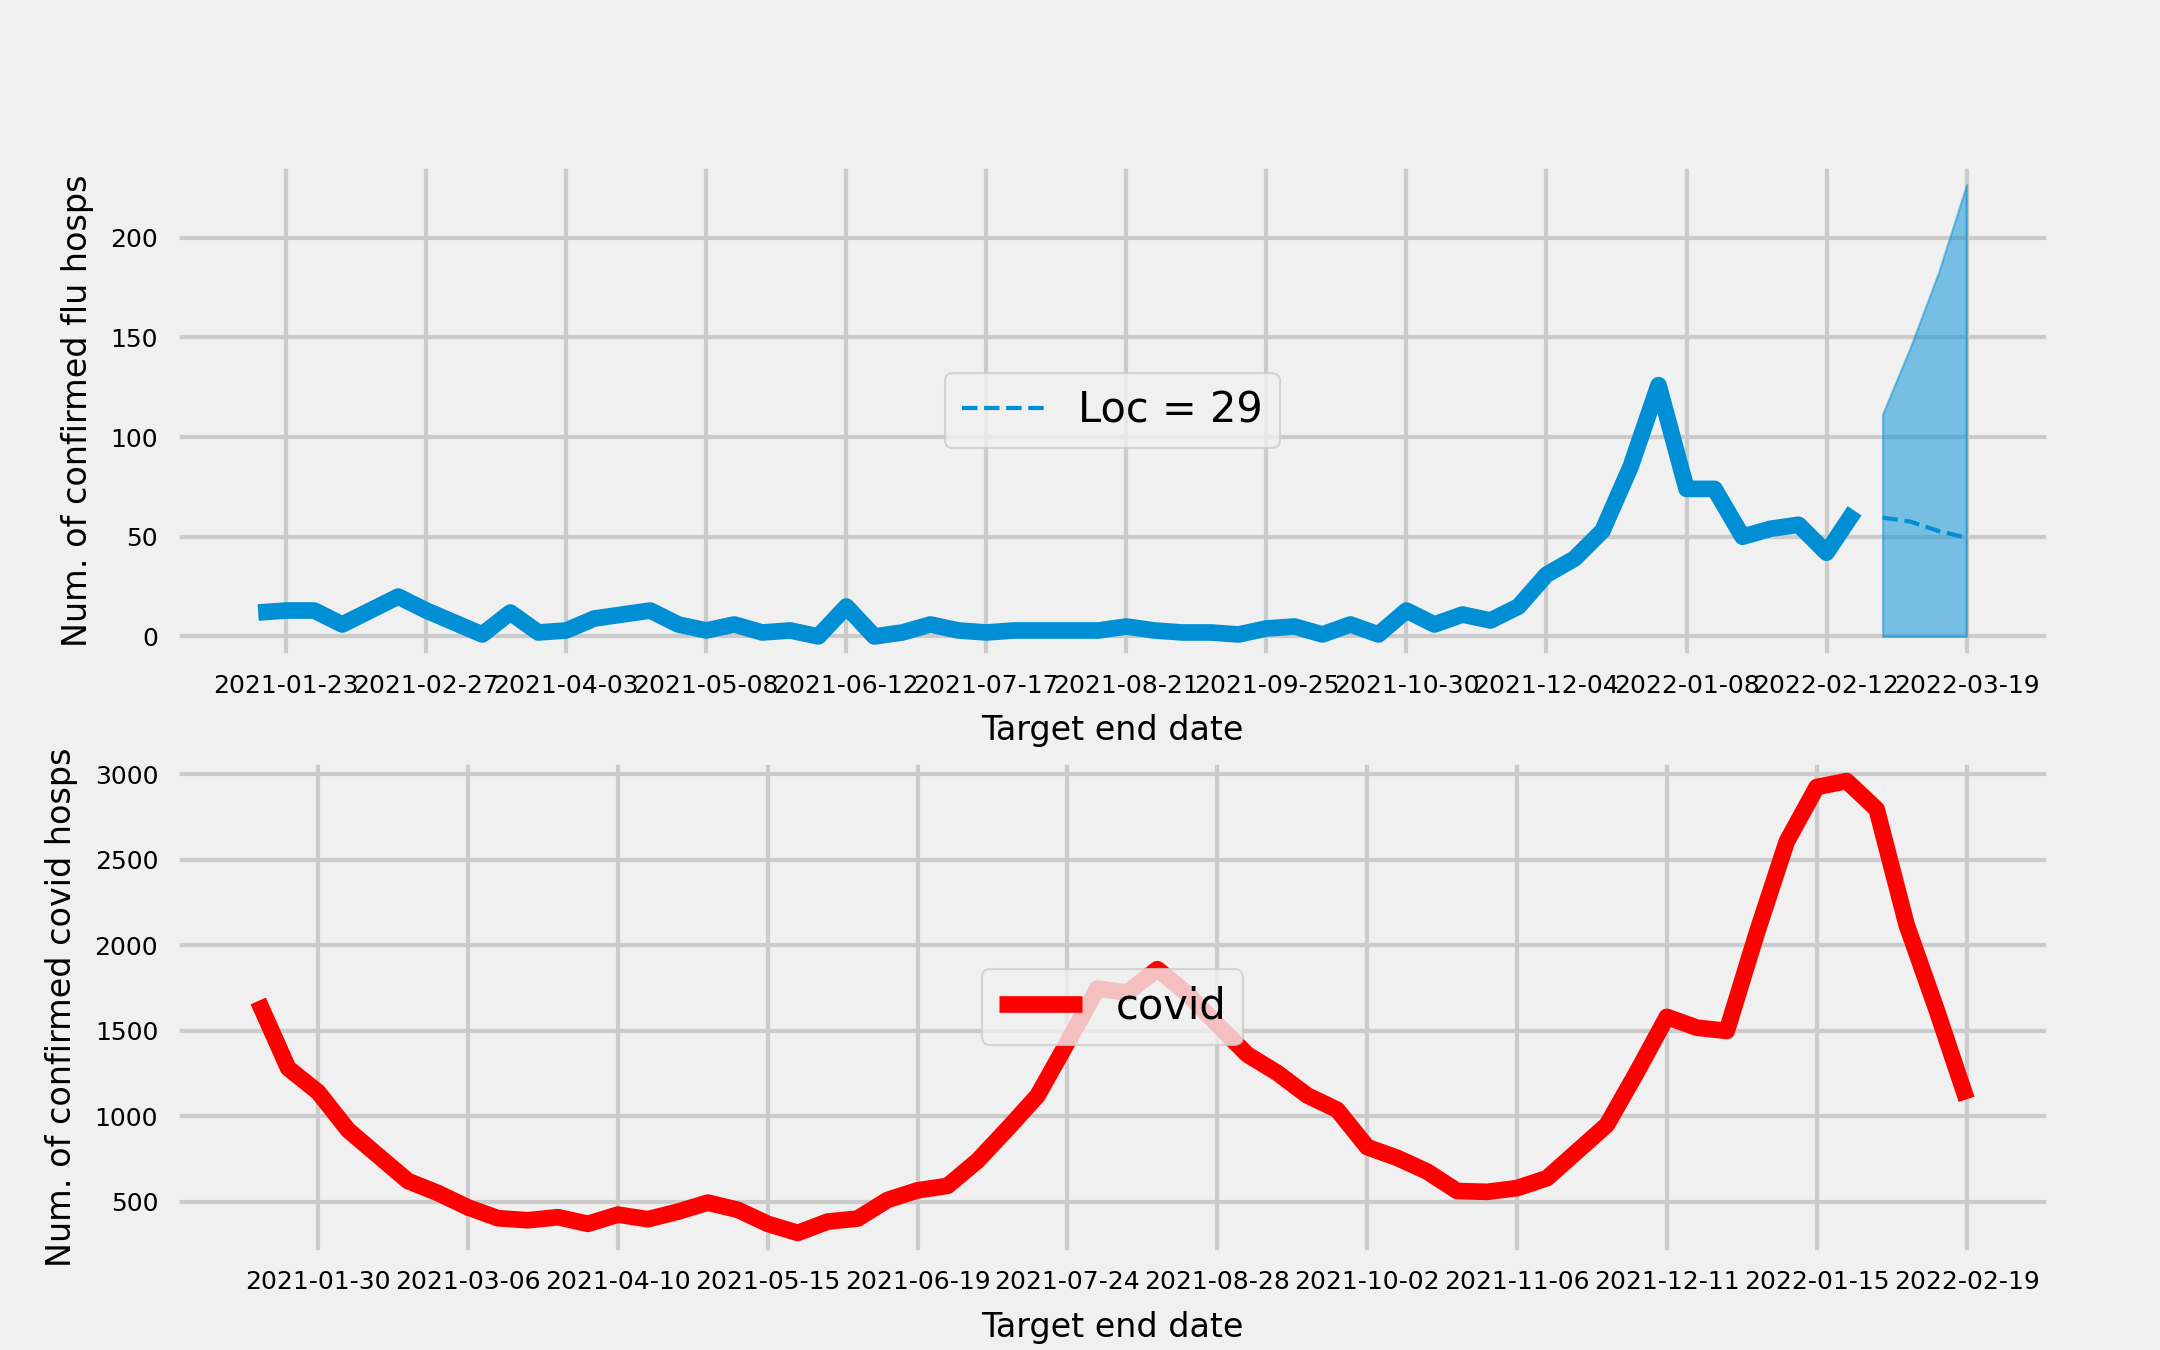 Num. of confirmed flu hosps
200
150
100
50
0
Loc = 29
2021-01-23 2021-02-27 2021-04-03 2021-05-08 2021-06-12 2021-07-17 2021-08-21 2021-09-25 2021-10-30 2021-12-04 2022-01-08 2022-02-12 2022-03-19
Target end date
Num. of confirmed covid hosps
3000
2500
2000
1500
1000
500
covid
2021-01-30 2021-03-06 2021-04-10 2021-05-15 2021-06-19 2021-07-24 2021-08-28 2021-10-02 2021-11-06 2021-12-11 2022-01-15 2022-02-19
Target end date